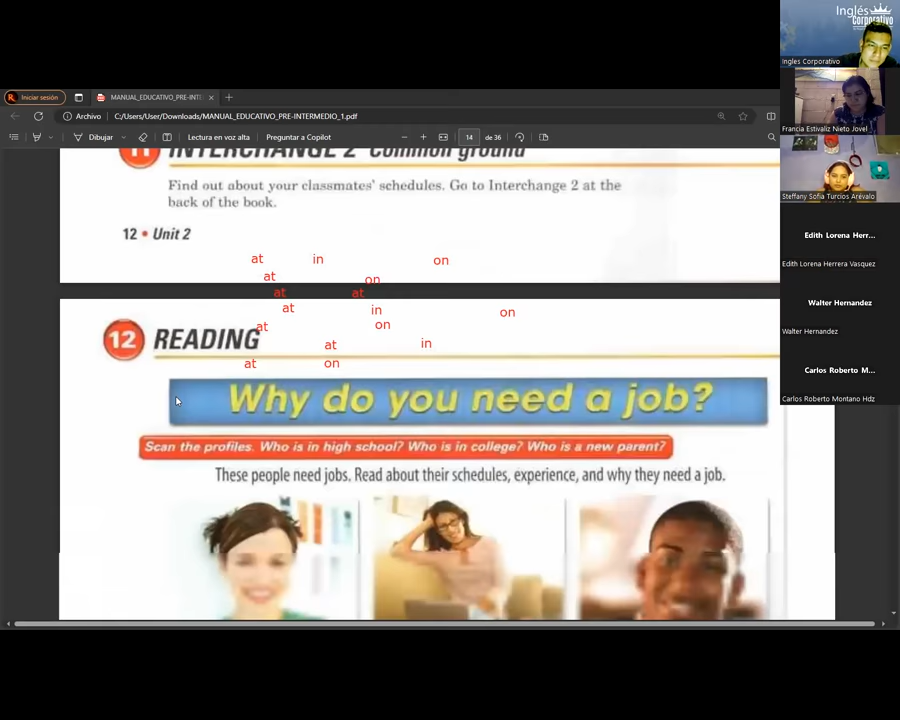 Inglés
Corporativo
Ingles Corporativo
Francia Estivaliz Nieto Jovel
Steffany Sofia Turcios Arévalo
Edith Lorena Herr...
Edith Lorena Herrera Vasquez
Walter Hernandez
Walter Hernandez
Carlos Roberto M...
Carlos Roberto Montano Hdz
Iniciar sesión
MANUAL_EDUCATIVO_PRE-INTE
Archivo C:/Users/User/Downloads/MANUAL_EDUCATIVO_PRE-INTERMEDIO_1.pdf
Dibujar Lectura en voz alta Preguntar a Copilot 14 de 36
11 INTERCHANGE 2 Common ground
Find out about your classmates' schedules. Go to Interchange 2 at the
back of the book.
12 • Unit 2
at in on
at on
at at
at in on
at on
at in
at on
12 READING
Why do you need a job?
Scan the profiles. Who is in high school? Who is in college? Who is a new parent?
These people need jobs. Read about their schedules, experience, and why they need a job.